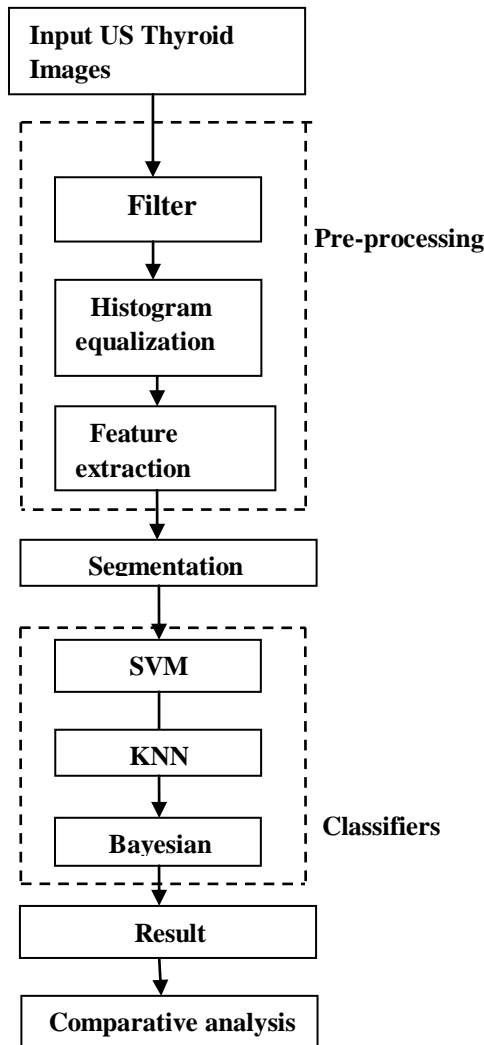 Input US Thyroid
Images
Filter
Pre-processing
Histogram
equalization
Feature
extraction
Segmentation
SVM
KNN
Classifiers
Bayesian
Result
Comparative analysis